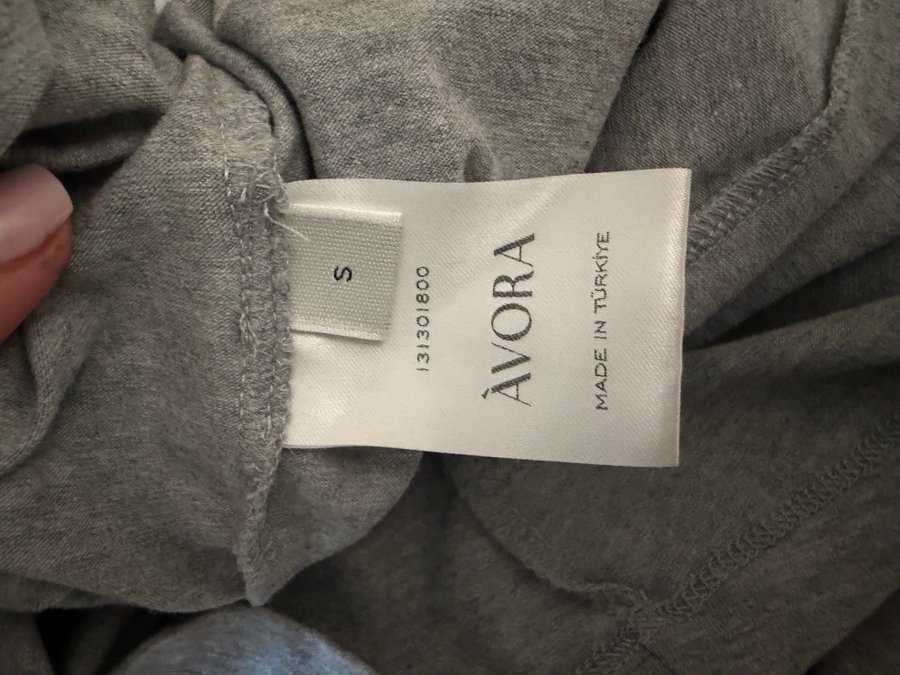 S
131301800
ÀVORA
MADE IN TÜRKİYE